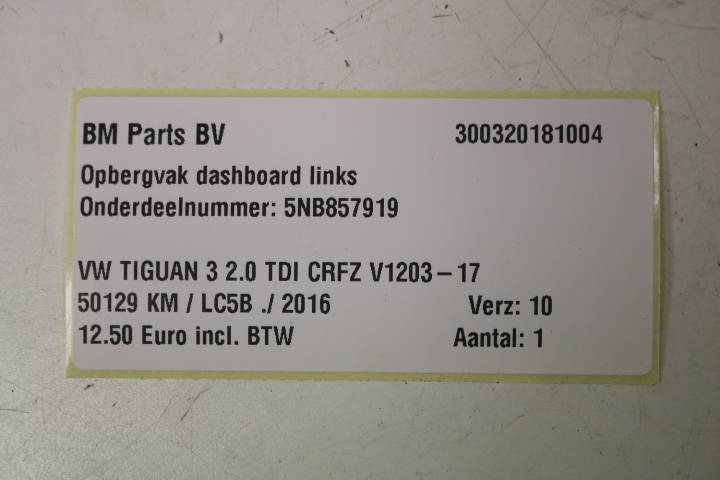 BM Parts BV 300320181004
Opbergvak dashboard links
Onderdeelnummer: 5NB857919
VW TIGUAN 3 2.0 TDI CRFZ V1203-17
50129 KM / LC5B ./ 2016 Verz: 10
12.50 Euro incl. BTW Aantal: 1